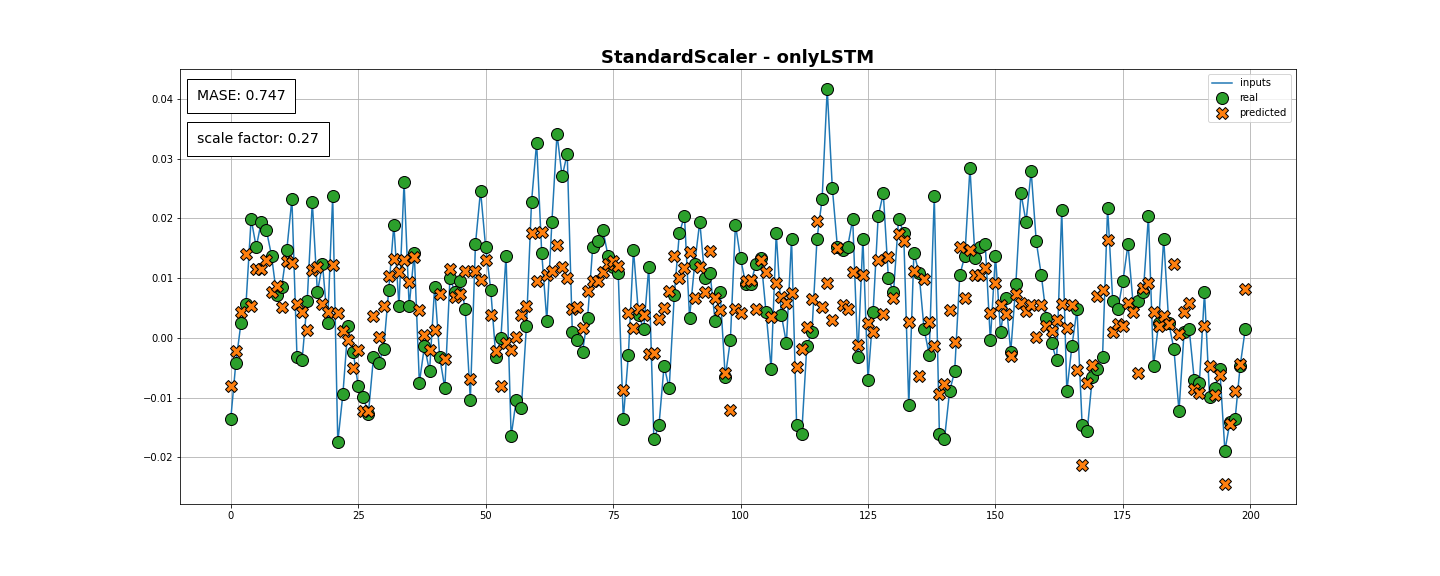 StandardScaler - onlyLSTM
MASE: 0.747
scale factor: 0.27
inputs
real
predicted
0.04
0.03
0.02
0.01
0.00
−0.01
−0.02
0 25 50 75 100 125 150 175 200